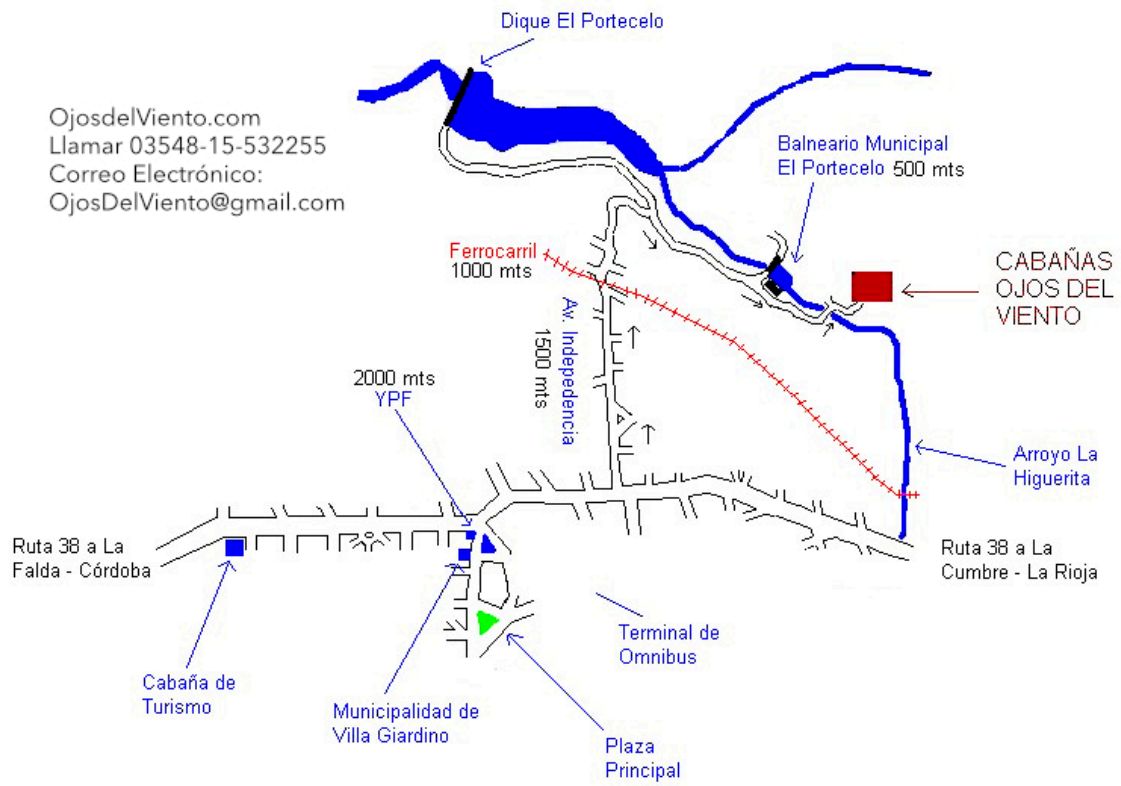 Dique El Portecelo
OjosdelViento.com
Llamar 03548-15-532255
Correo Electrónico:
OjosDelViento@gmail.com
Balneario Municipal
El Portecelo 500 mts
Ferrocarril
1000 mts
CABAÑAS
OJOS DEL
VIENTO
Av. Indepedencia
1500 mts
2000 mts
YPF
Arroyo La
Higuerita
Ruta 38 a La
Falda - Córdoba
Ruta 38 a La
Cumbre - La Rioja
Terminal de
Omnibus
Cabaña de
Turismo
Municipalidad de
Villa Giardino
Plaza
Principal